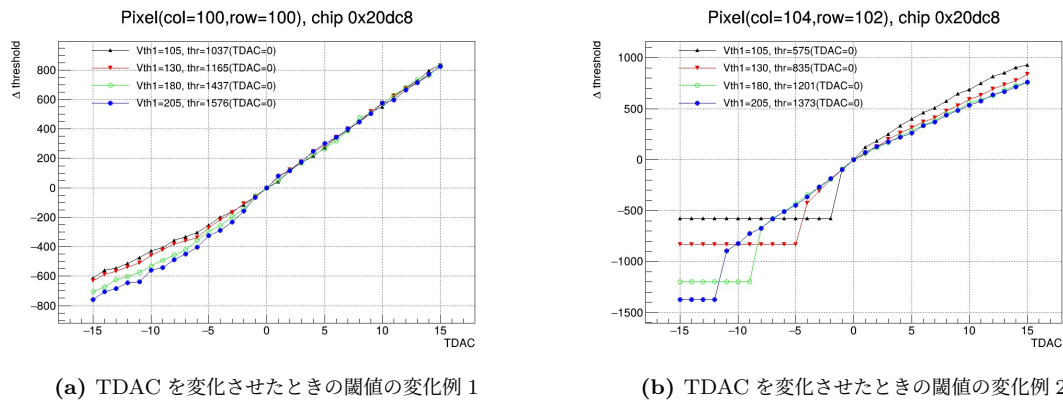 Pixel(col=100,row=100), chip 0x20dc8
Δ threshold
Vth1=105, thr=1037(TDAC=0)
Vth1=130, thr=1165(TDAC=0)
Vth1=180, thr=1437(TDAC=0)
Vth1=205, thr=1576(TDAC=0)
800
600
400
200
0
−200
−400
−600
−800
−15 −10 −5 0 5 10 15
TDAC
(a) TDAC を変化させたときの閾値の変化例 1
Pixel(col=104,row=102), chip 0x20dc8
Δ threshold
Vth1=105, thr=575(TDAC=0)
Vth1=130, thr=835(TDAC=0)
Vth1=180, thr=1201(TDAC=0)
Vth1=205, thr=1373(TDAC=0)
1000
500
0
−500
−1000
−1500
−15 −10 −5 0 5 10 15
TDAC
(b) TDAC を変化させたときの閾値の変化例 2